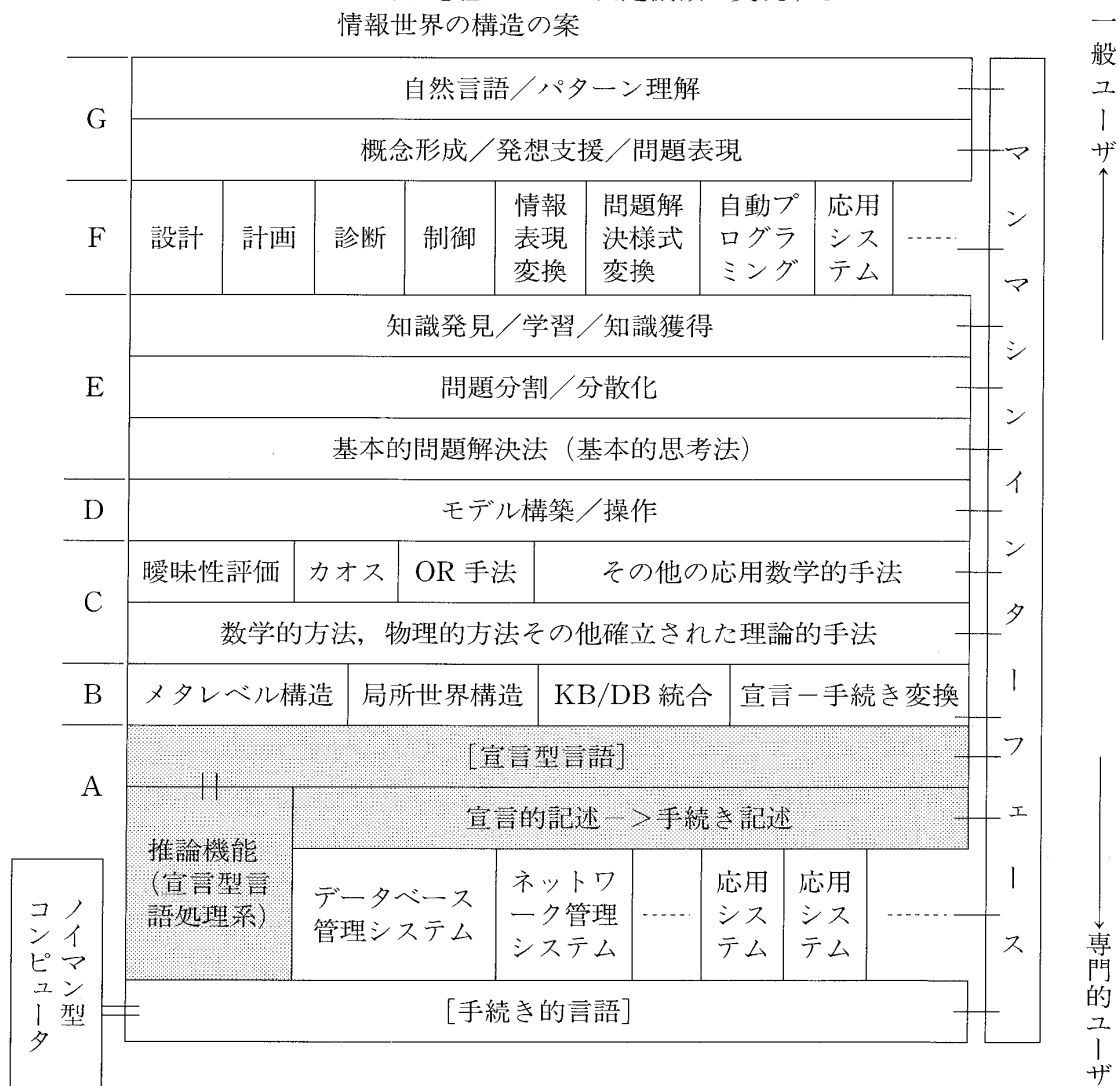 情報世界の構造の案
G
自然言語／パターン理解
概念形成／発想支援／問題表現
F
設計
計画
診断
制御
情報
表現
変換
問題解
決様式
変換
自動プ
ログラ
ミング
応用
シス
テム
E
知識発見／学習／知識獲得
問題分割／分散化
基本的問題解決法（基本的思考法）
D
モデル構築／操作
C
曖昧性評価
カオス
OR 手法
その他の応用数学的手法
数学的方法，物理的方法その他確立された理論的手法
B
メタレベル構造
局所世界構造
KB/DB 統合
宣言－手続き変換
A
[宣言型言語]
宣言的記述－>手続き記述
推論機能
（宣言型言
語処理系）
データベース
管理システム
ネットワ
ーク管理
システム
応用
シス
テム
応用
シス
テム
[手続き的言語]
ノイマン型
コンピュータ
マンマシンインターフェース
一般ユーザ
専門的ユーザ